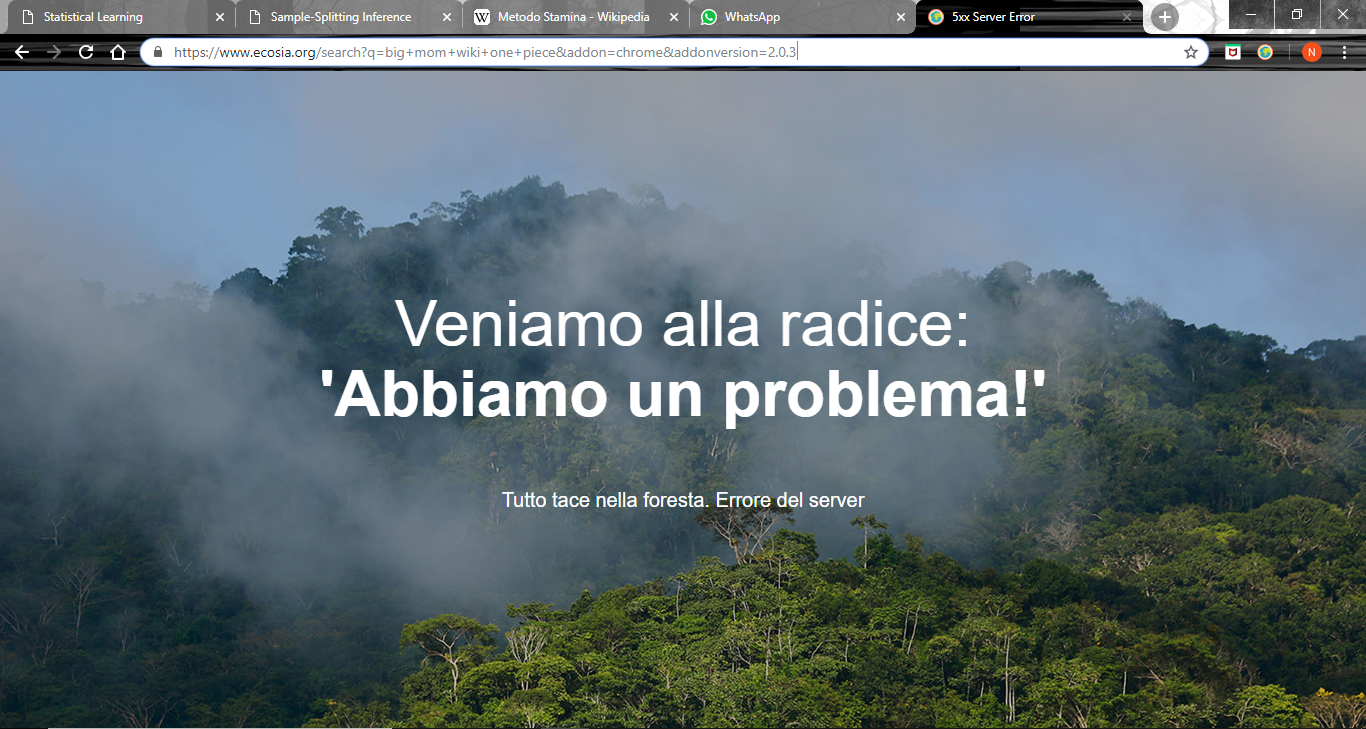 Statistical Learning
Sample-Splitting Inference
Metodo Stamina - Wikipedia
WhatsApp
5xx Server Error
https://www.ecosia.org/search?q=big+mom+wiki+one+piece&addon=chrome&addonversion=2.0.3
N
Veniamo alla radice:
'Abbiamo un problema!'
Tutto tace nella foresta. Errore del server